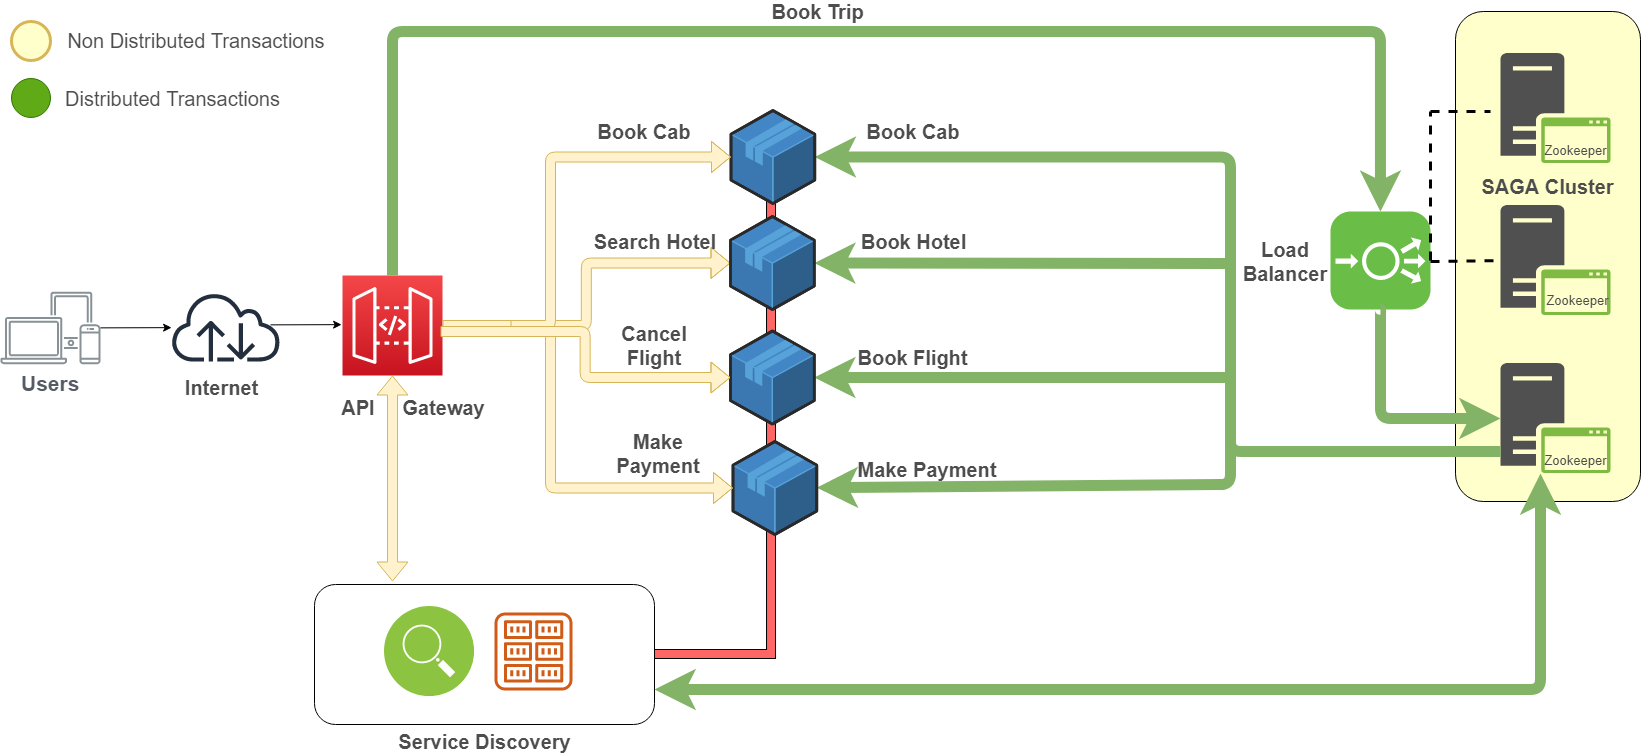 Book Trip
Non Distributed Transactions
Distributed Transactions
Book Cab
Book Cab
Zookeeper
SAGA Cluster
Search Hotel
Book Hotel
Load
Balancer
Zookeeper
Cancel
Flight
Book Flight
Users
Internet
API Gateway
Make
Payment
Make Payment
Zookeeper
Service Discovery